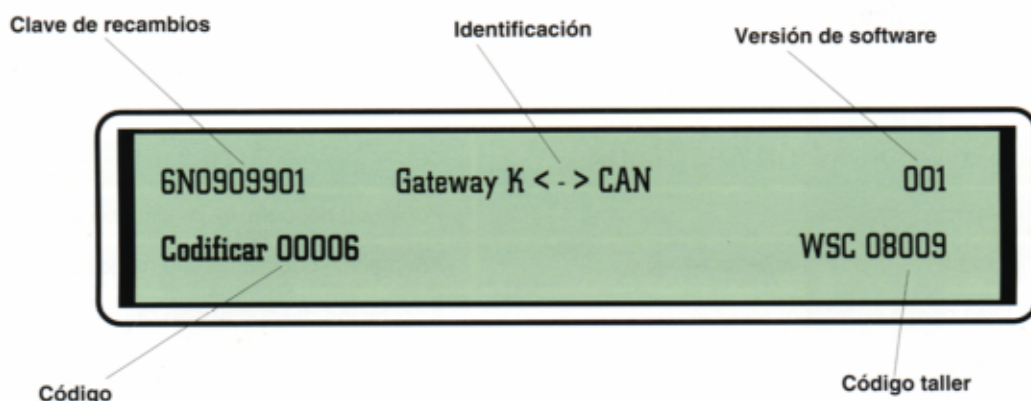 Clave de recambios
Identificación
Versión de software
6N0909901 Gateway K < - > CAN 001
Codificar 00006 WSC 08009
Código
Código taller